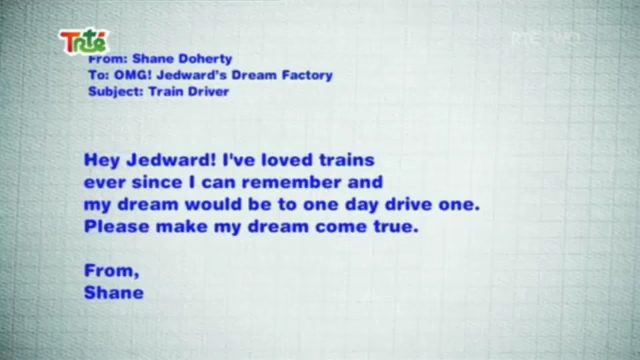 TRTÉ
From: Shane Doherty
To: OMG! Jedward's Dream Factory
Subject: Train Driver
Hey Jedward! I've loved trains
ever since I can remember and
my dream would be to one day drive one.
Please make my dream come true.
From,
Shane